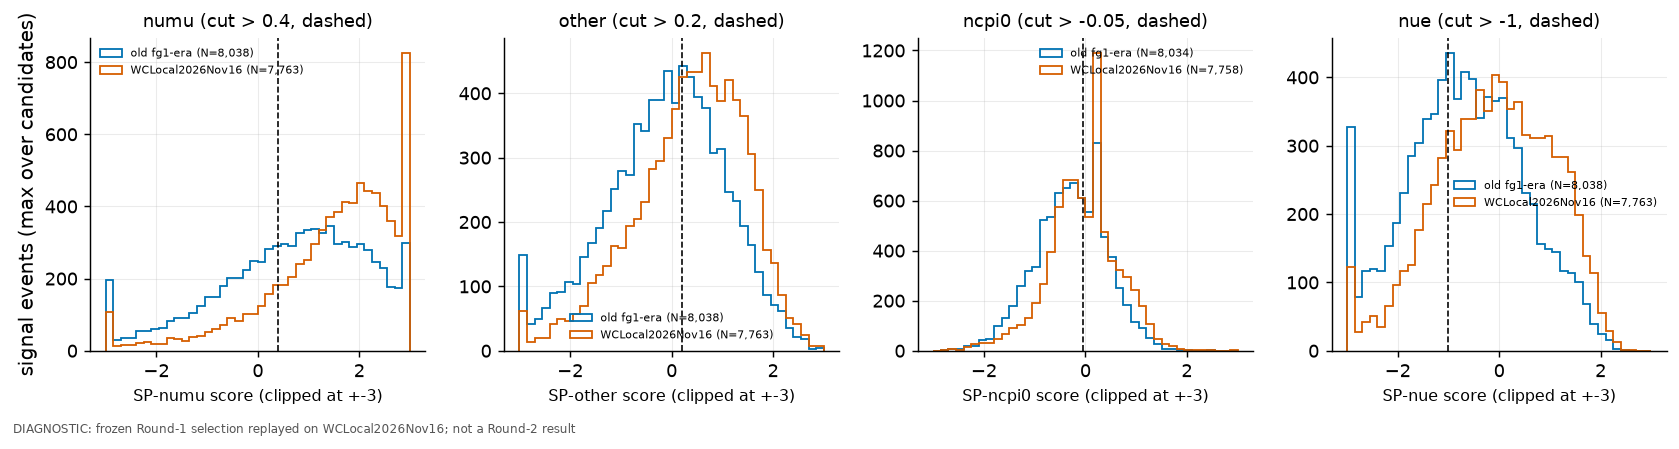 numu (cut > 0.4, dashed)
other (cut > 0.2, dashed)
ncpi0 (cut > -0.05, dashed)
nue (cut > -1, dashed)
signal events (max over candidates)
old fg1-era (N=8,038)
WCLocal2026Nov16 (N=7,763)
800
600
400
200
0
−2
0
2
SP-numu score (clipped at +-3)
400
300
200
100
0
old fg1-era (N=8,038)
WCLocal2026Nov16 (N=7,763)
−2
0
2
SP-other score (clipped at +-3)
old fg1-era (N=8,034)
WCLocal2026Nov16 (N=7,758)
1200
1000
800
600
400
200
0
−2
0
2
SP-ncpi0 score (clipped at +-3)
400
300
200
100
0
old fg1-era (N=8,038)
WCLocal2026Nov16 (N=7,763)
−2
0
2
SP-nue score (clipped at +-3)
DIAGNOSTIC: frozen Round-1 selection replayed on WCLocal2026Nov16; not a Round-2 result